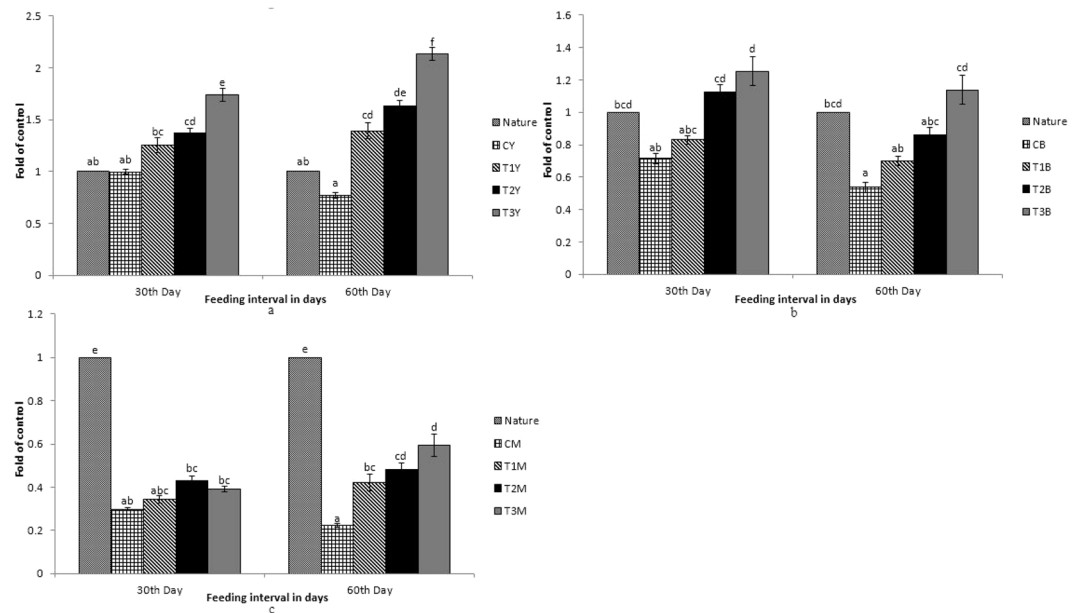 2.5
2
1.5
1
0.5
0
Fold of control
ab
ab
bc
cd
e
ab
a
cd
de
f
30th Day
60th Day
Feeding interval in days
a
Nature
CY
T1Y
T2Y
T3Y
1.6
1.4
1.2
1
0.8
0.6
0.4
0.2
0
Fold of control
bcd
ab
abc
cd
d
bcd
a
ab
abc
cd
30th Day
60th Day
Feeding interval in days
b
Nature
CB
T1B
T2B
T3B
1.2
1
0.8
0.6
0.4
0.2
0
Fold of control
e
ab
abc
bc
bc
e
a
bc
cd
d
30th Day
60th Day
Feeding interval in days
c
Nature
CM
T1M
T2M
T3M